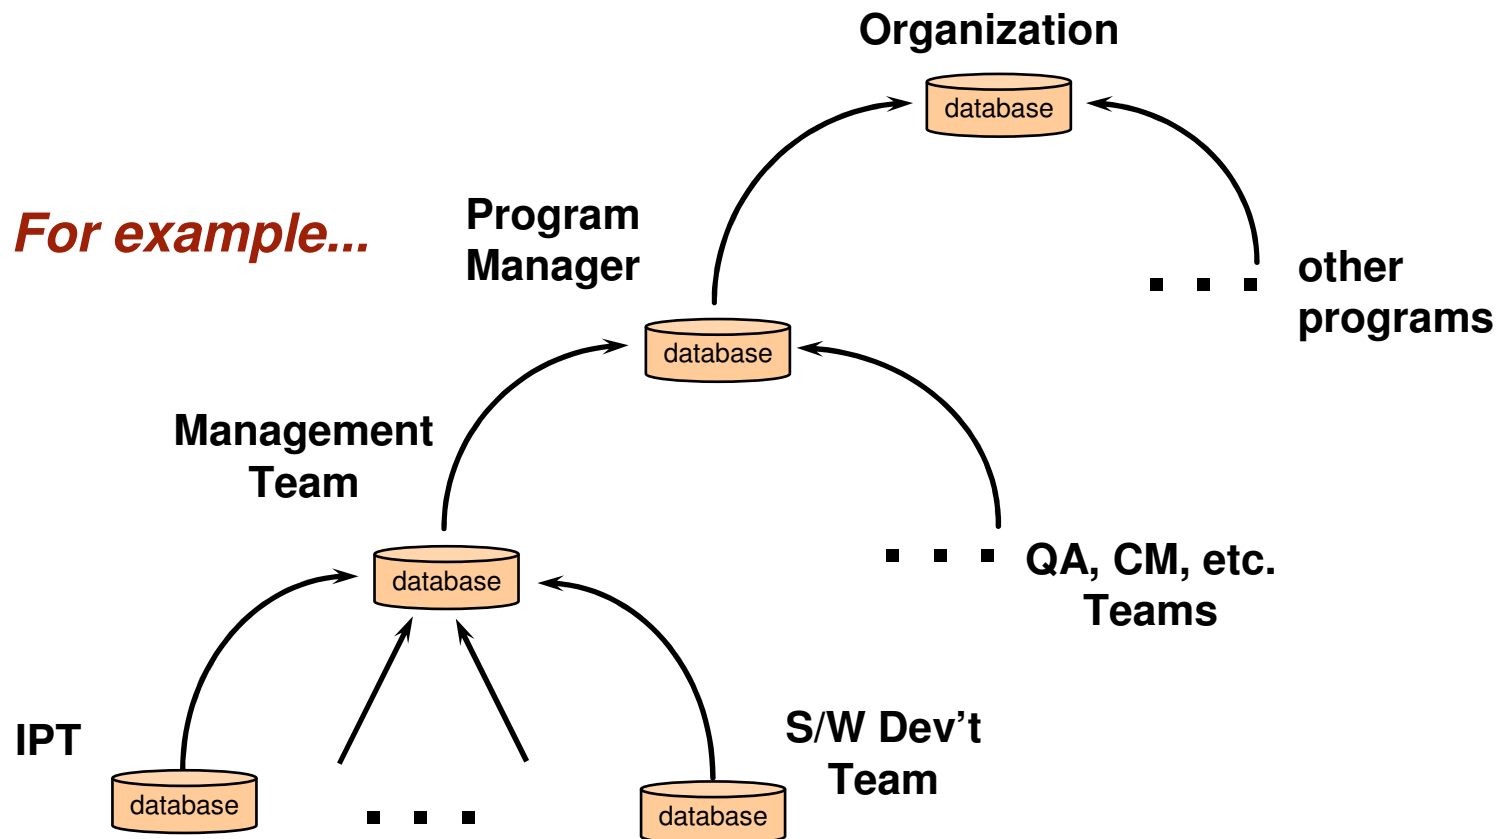 Organization
database
For example...
Program
Manager
other
programs
database
Management
Team
database
QA, CM, etc.
Teams
IPT
S/W Dev’t
Team
database
database